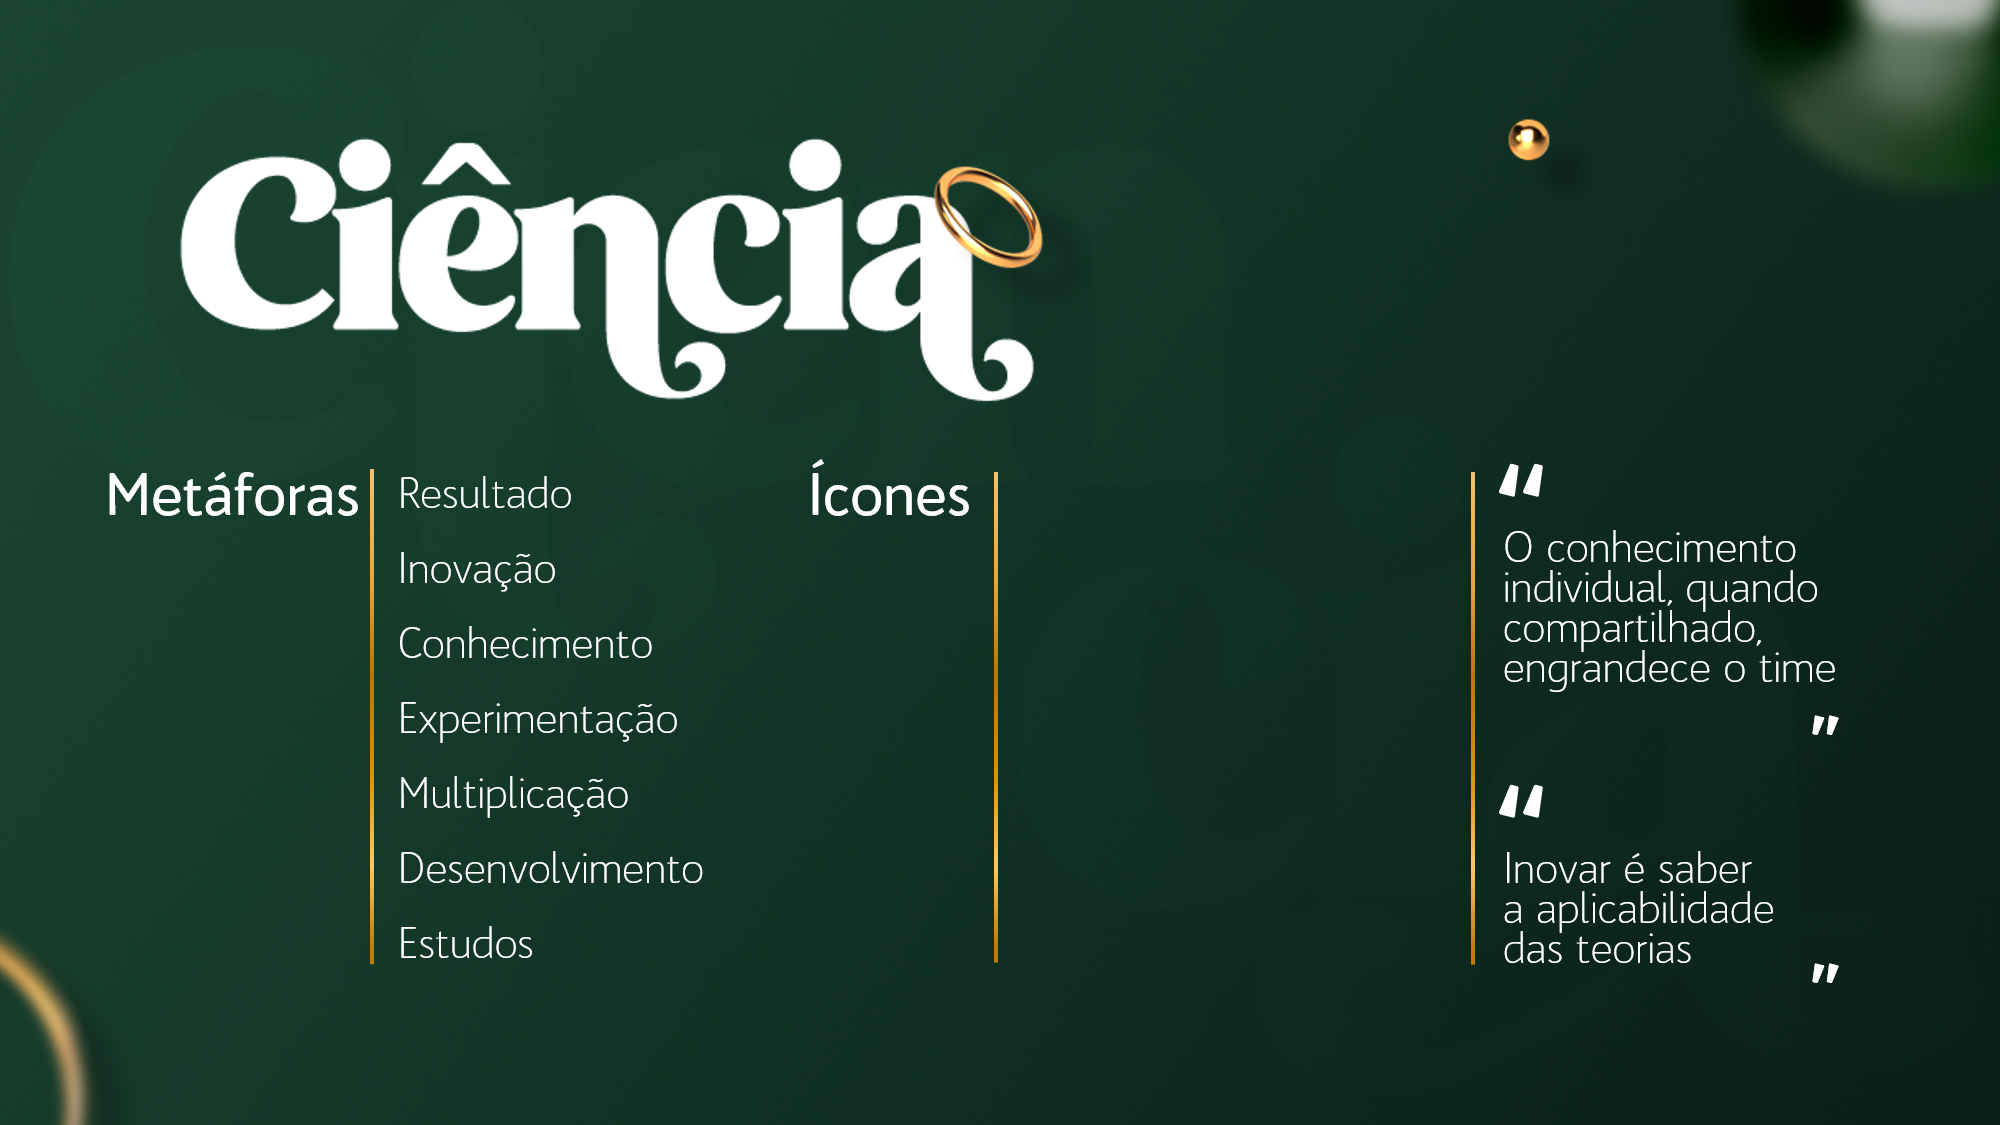 Ciência
Metáforas
Resultado
Inovação
Conhecimento
Experimentação
Multiplicação
Desenvolvimento
Estudos
Ícones
“
O conhecimento
individual, quando
compartilhado,
engrandece o time
”
“
Inovar é saber
a aplicabilidade
das teorias
”